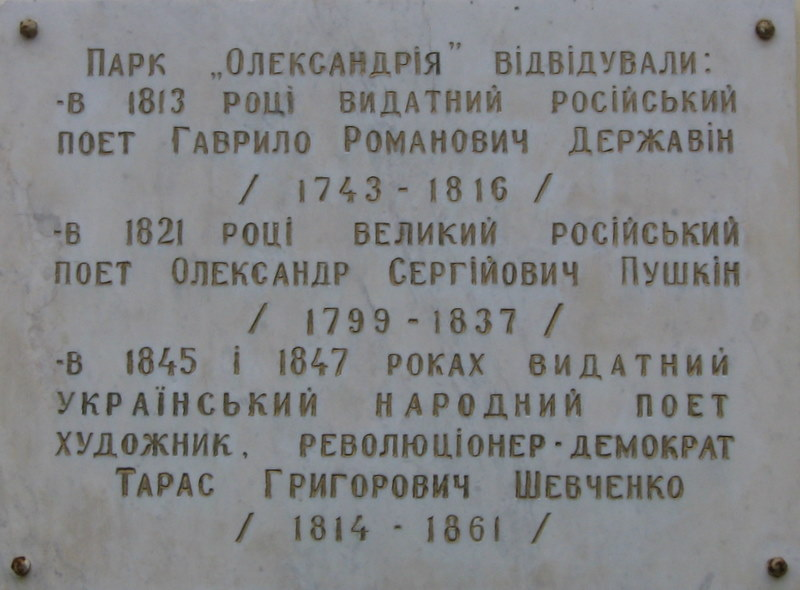 Парк „Олександрія” відвідували:
-в 1813 році видатний російський
поет Гаврило Романович Державін
/ 1743 - 1816 /
-в 1821 році великий російський
поет Олександр Сергійович Пушкін
/ 1799 - 1837 /
-в 1845 і 1847 роках видатний
український народний поет
художник, революціонер-демократ
Тарас Григорович Шевченко
/ 1814 - 1861 /